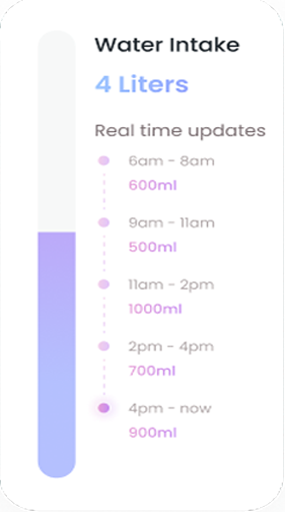 Water Intake
4 Liters
Real time updates
6am - 8am
600ml
9am - 11am
500ml
11am - 2pm
1000ml
2pm - 4pm
700ml
4pm - now
900ml